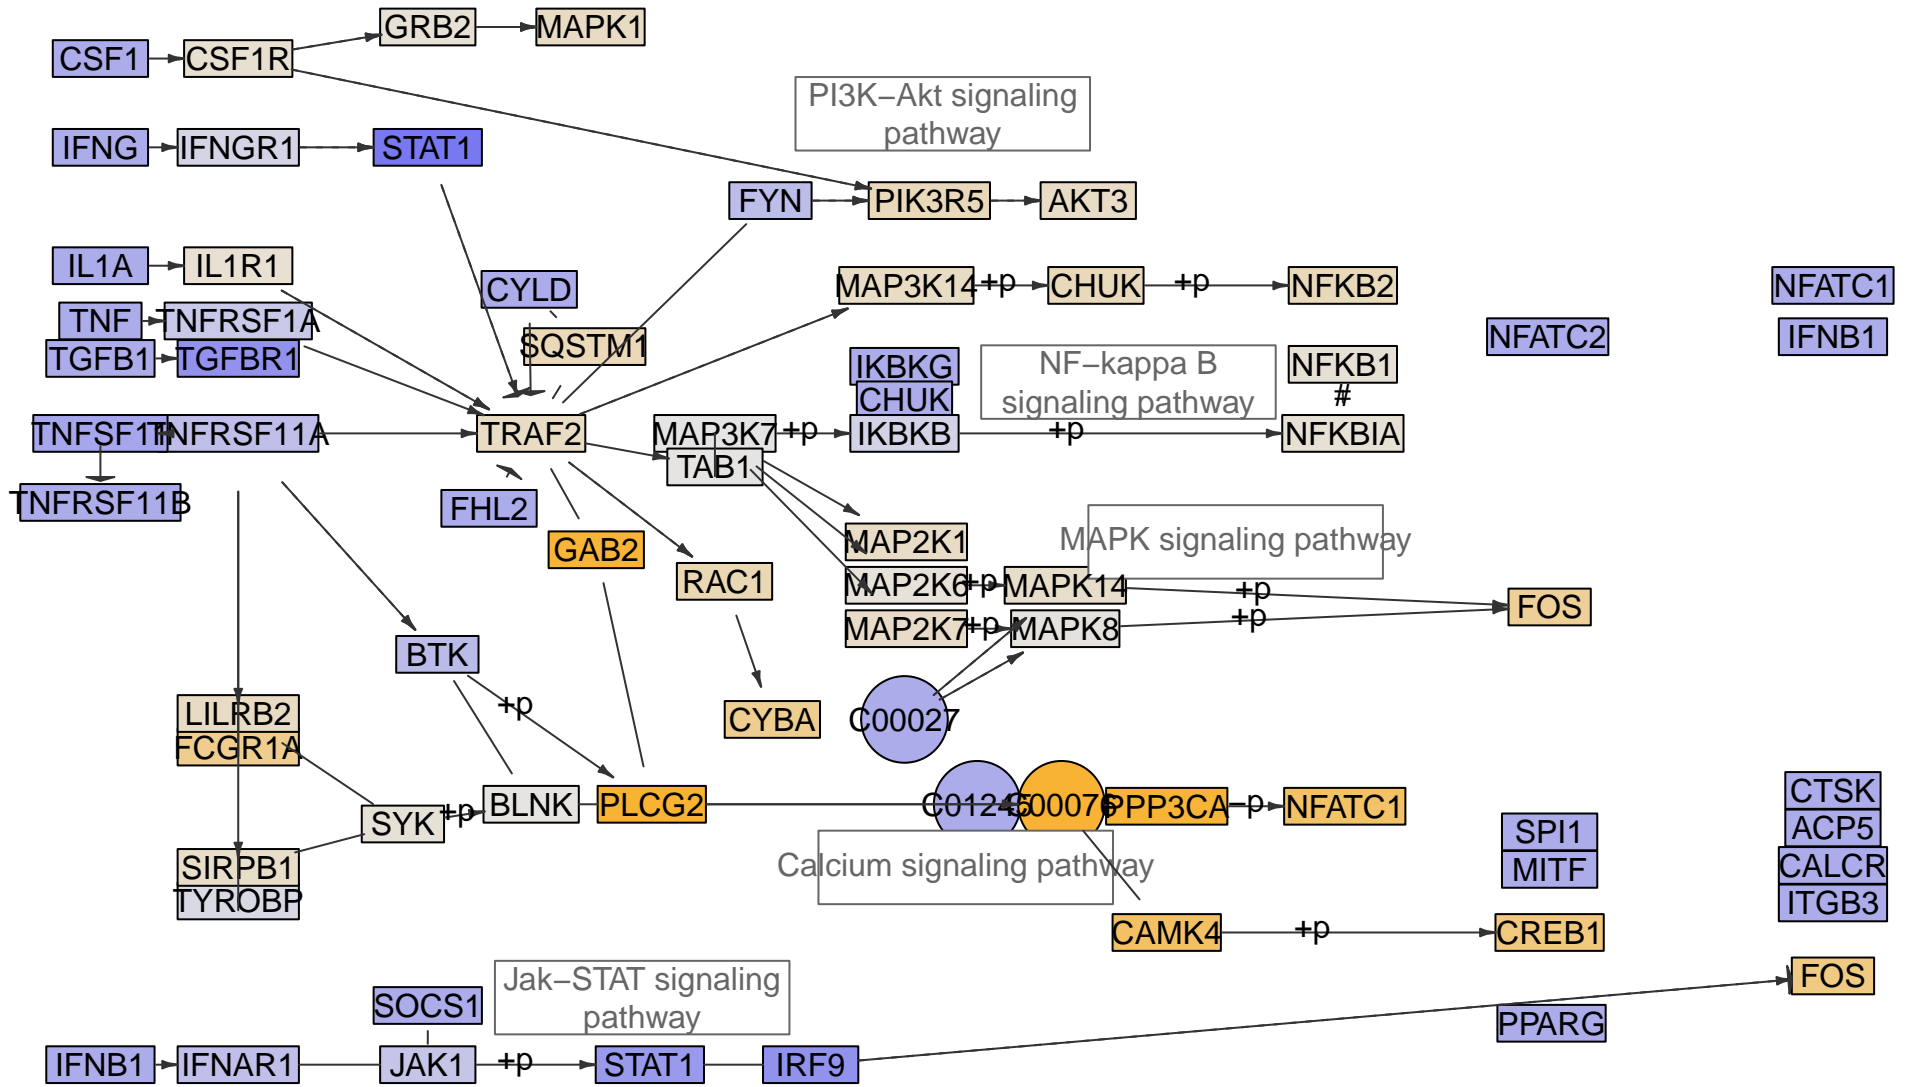 GRB2
MAPK1
CSF1
CSF1R
PI3K–Akt signaling
pathway
IFNG
IFNGR1
STAT1
FYN
PIK3R5
AKT3
IL1A
IL1R1
CYLD
MAP3K14
+p
CHUK
+p
NFKB2
NFATC1
TNF
TNFRSF1A
SQSTM1
NFATC2
IFNB1
TGFB1
TGFBR1
IKBKG
NF–kappa B
signaling pathway
NFKB1
#
CHUK
TNFRSF11A
TRAF2
MAP3K7
+p
IKBKB
+p
NFKBIA
TAB1
TNFRSF11B
FHL2
GAB2
MAP2K1
MAPK signaling pathway
RAC1
MAP2K6
+p
MAPK14
+p
FOS
MAP2K7
+p
MAPK8
+p
BTK
LILRB2
+p
CYBA
C00027
FCGR1A
SYK
+p
BLNK
PLCG2
C00076
PPP3CA
–p
NFATC1
CTSK
SPI1
ACP5
SIRPB1
Calcium signaling pathway
MITF
CALCR
TYROBP
ITGB3
CAMK4
+p
CREB1
Jak–STAT signaling
pathway
FOS
SOCS1
PPARG
IFNB1
IFNAR1
JAK1
+p
STAT1
IRF9